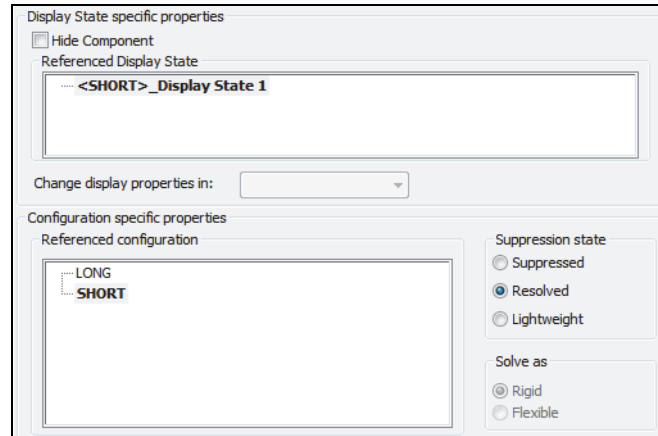 Display State specific properties
Hide Component
Referenced Display State
<SHORT>_Display State 1
Change display properties in:
Configuration specific properties
Referenced configuration
LONG
SHORT
Suppression state
Suppressed
Resolved
Lightweight
Solve as
Rigid
Flexible